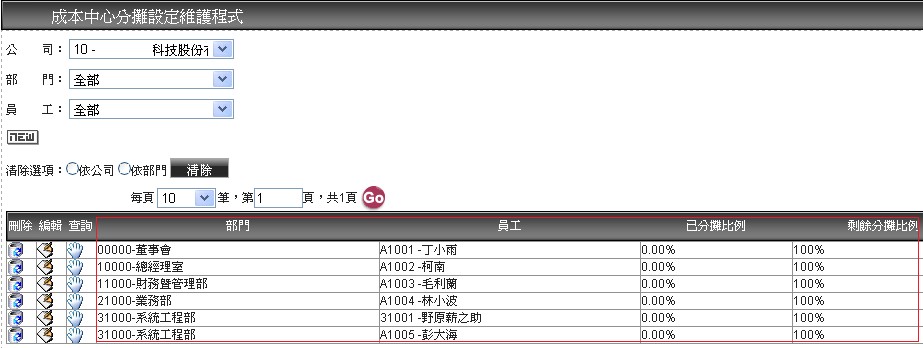 成本中心分攤設定維護程式
公 司： 10 - 科技股份有
部 門： 全部
員 工： 全部
NEW
清除選項：依公司 依部門 清除
每頁 10 筆，第 1 頁，共1頁 Go
刪除 編輯 查詢 部門 員工 已分攤比例 剩餘分攤比例
00000-董事會 A1001 -丁小雨 0.00% 100%
10000-總經理室 A1002 -柯南 0.00% 100%
11000-財務暨管理部 A1003 -毛利蘭 0.00% 100%
21000-業務部 A1004 -林小波 0.00% 100%
31000-系統工程部 31001 -野原薪之助 0.00% 100%
31000-系統工程部 A1005 -彭大海 0.00% 100%